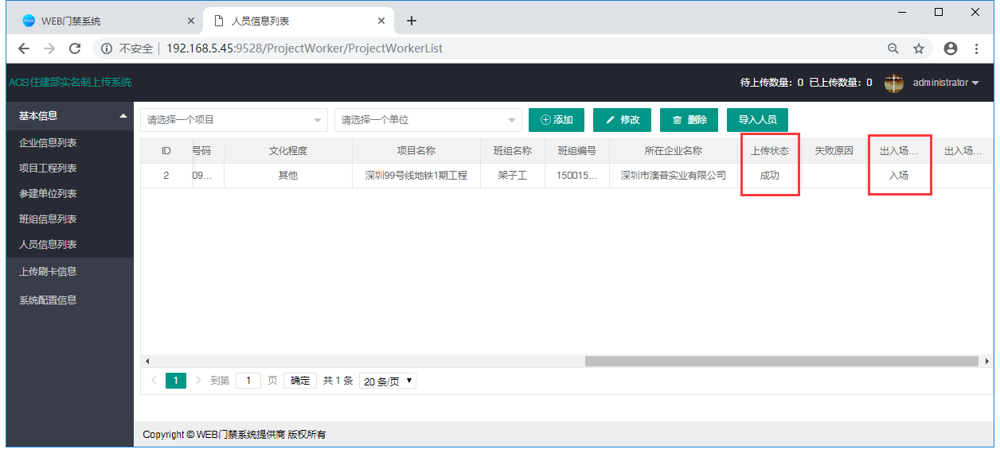 WEB门禁系统
人员信息列表
不安全 192.168.5.45:9528/ProjectWorker/ProjectWorkerList
ACS住建部实名制上传系统
待上传数量：0 已上传数量：0 administrator
基本信息
企业信息列表
项目工程列表
参建单位列表
班组信息列表
人员信息列表
上传刷卡信息
系统配置信息
请选择一个项目 请选择一个单位 添加 修改 删除 导入人员
ID 号码 文化程度 项目名称 班组名称 班组编号 所在企业名称 上传状态 失败原因 出入场... 出入场...
2 09... 其他 深圳99号线地铁1期工程 架子工 150015... 深圳市澳普实业有限公司 成功 入场
1 到第 1 页 确定 共 1 条 20 条/页
Copyright © WEB门禁系统提供商 版权所有